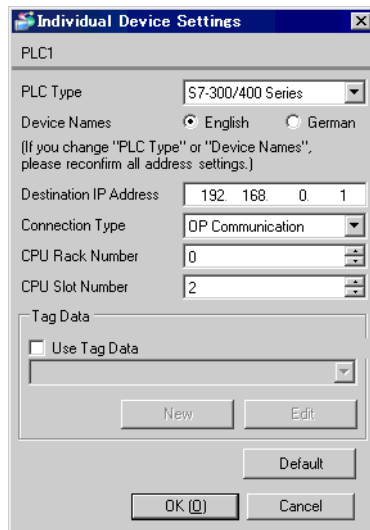 Individual Device Settings
PLC1
PLC Type S7-300/400 Series
Device Names English German
(If you change "PLC Type" or "Device Names",
please reconfirm all address settings.)
Destination IP Address 192. 168. 0. 1
Connection Type OP Communication
CPU Rack Number 0
CPU Slot Number 2
Tag Data
Use Tag Data
New Edit
Default
OK (O) Cancel